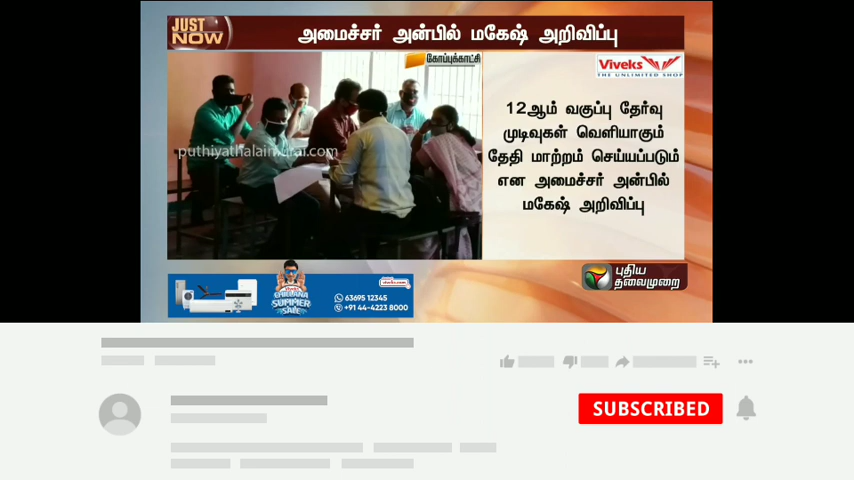 JUST
NOW
அமைச்சர் அன்பில் மகேஷ் அறிவிப்பு
கோப்புக்காட்சி
Viveks
THE UNLIMITED SHOP
puthiyathalaimurai.com
12ஆம் வகுப்பு தேர்வு
முடிவுகள் வெளியாகும்
தேதி மாற்றம் செய்யப்படும்
என அமைச்சர் அன்பில்
மகேஷ் அறிவிப்பு
புதிய
தலைமுறை
CHILLANA
SUMMER
SALE
63695 12345
+91 44-4223 8000
SUBSCRIBED